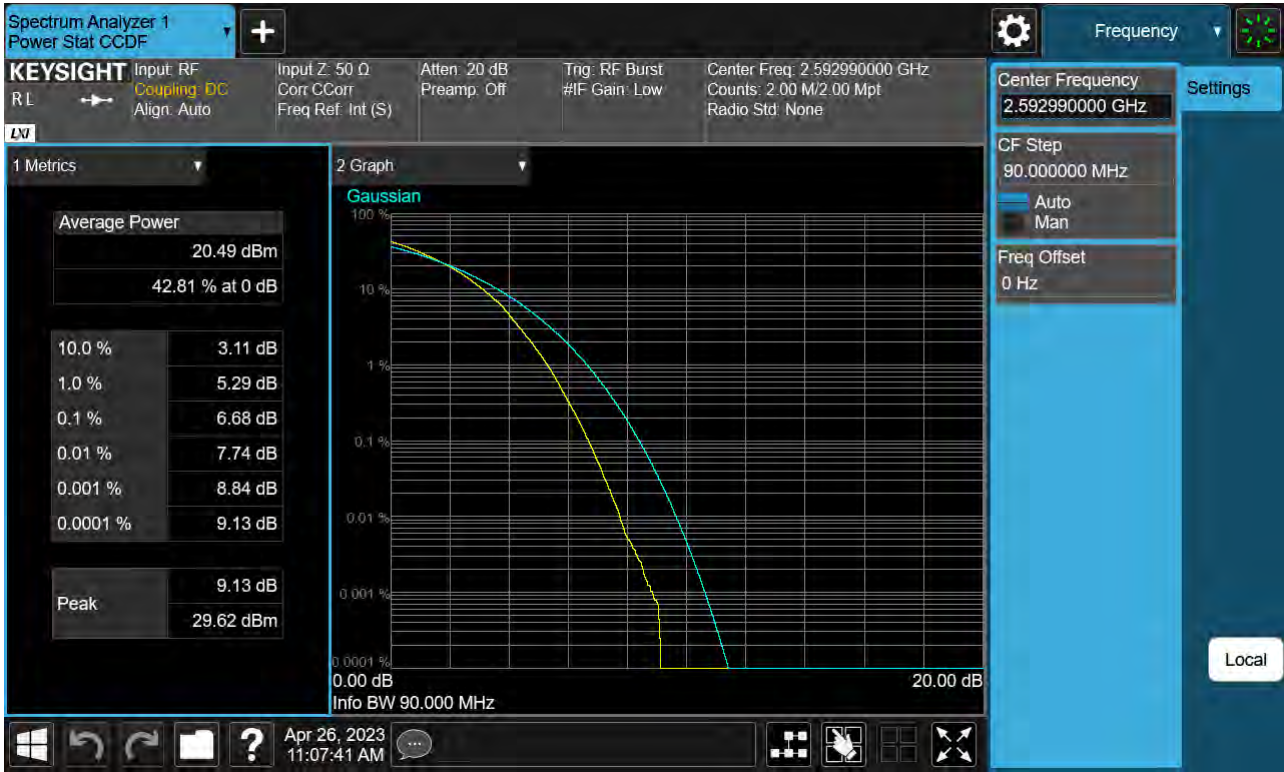 Spectrum Analyzer 1
Power Stat CCDF
Frequency
KEYSIGHT
R L
LXI
Input: RF
Coupling: DC
Align: Auto
Input Z: 50 Ω
Corr CCorr
Freq Ref: Int (S)
Atten: 20 dB
Preamp: Off
Trig: RF Burst
#IF Gain: Low
Center Freq: 2.592990000 GHz
Counts: 2.00 M/2.00 Mpt
Radio Std: None
Center Frequency
2.592990000 GHz
Settings
CF Step
90.000000 MHz
Auto
Man
Freq Offset
0 Hz
Local
1 Metrics
Average Power
20.49 dBm
42.81 % at 0 dB
10.0 % 3.11 dB
1.0 % 5.29 dB
0.1 % 6.68 dB
0.01 % 7.74 dB
0.001 % 8.84 dB
0.0001 % 9.13 dB
Peak
9.13 dB
29.62 dBm
2 Graph
Gaussian
100 %
10 %
1 %
0.1 %
0.01 %
0.001 %
0.0001 %
0.00 dB 20.00 dB
Info BW 90.000 MHz
?
Apr 26, 2023
11:07:41 AM